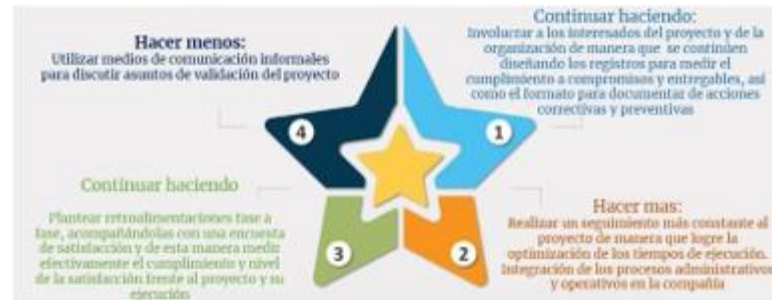 Continuar haciendo:
Involucrar a los interesados del proyecto y de la
organización de manera que se continúen
diseñando los registros para medir el
cumplimiento a compromisos y entregables, así
como el formato para documentar de acciones
correctivas y preventivas
1
Hacer mas:
Realizar un seguimiento más constante al
proyecto de manera que logre la
optimización de los tiempos de ejecución.
Integración de los procesos administrativos
y operativos en la compañía
2
Continuar haciendo
Plantear retroalimentaciones fase a
fase, acompañándolas con una encuesta
de satisfacción y de esta manera medir
efectivamente el cumplimiento y nivel
de la satisfacción frente al proyecto y su
ejecución
3
Hacer menos:
Utilizar medios de comunicación informales
para discutir asuntos de validación del proyecto
4